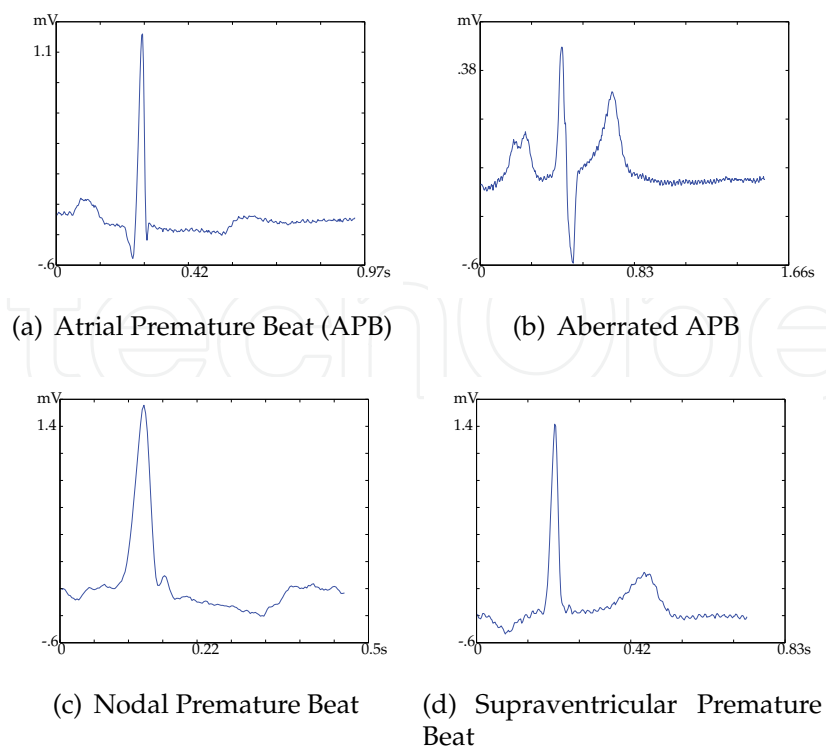 mV
1.1
-.6
0
0.42
0.97s
(a) Atrial Premature Beat (APB)
mV
.38
-.6
0
0.83
1.66s
(b) Aberrated APB
mV
1.4
-.6
0
0.22
0.5s
(c) Nodal Premature Beat
mV
1.4
-.6
0
0.42
0.83s
(d) Supraventricular Premature
Beat